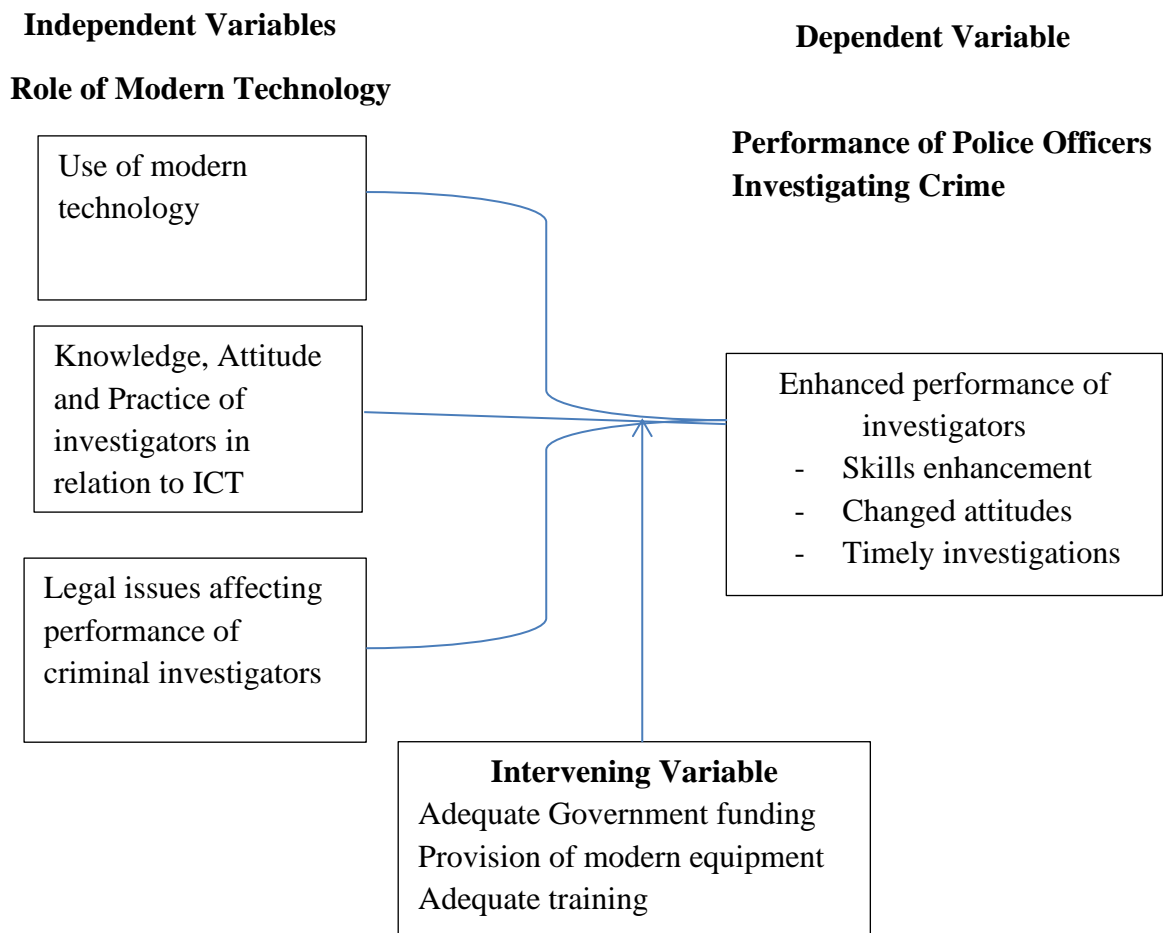 Independent Variables
Role of Modern Technology
Dependent Variable
Performance of Police Officers
Investigating Crime
Use of modern
technology
Knowledge, Attitude
and Practice of
investigators in
relation to ICT
Legal issues affecting
performance of
criminal investigators
Enhanced performance of
investigators
- Skills enhancement
- Changed attitudes
- Timely investigations
Intervening Variable
Adequate Government funding
Provision of modern equipment
Adequate training